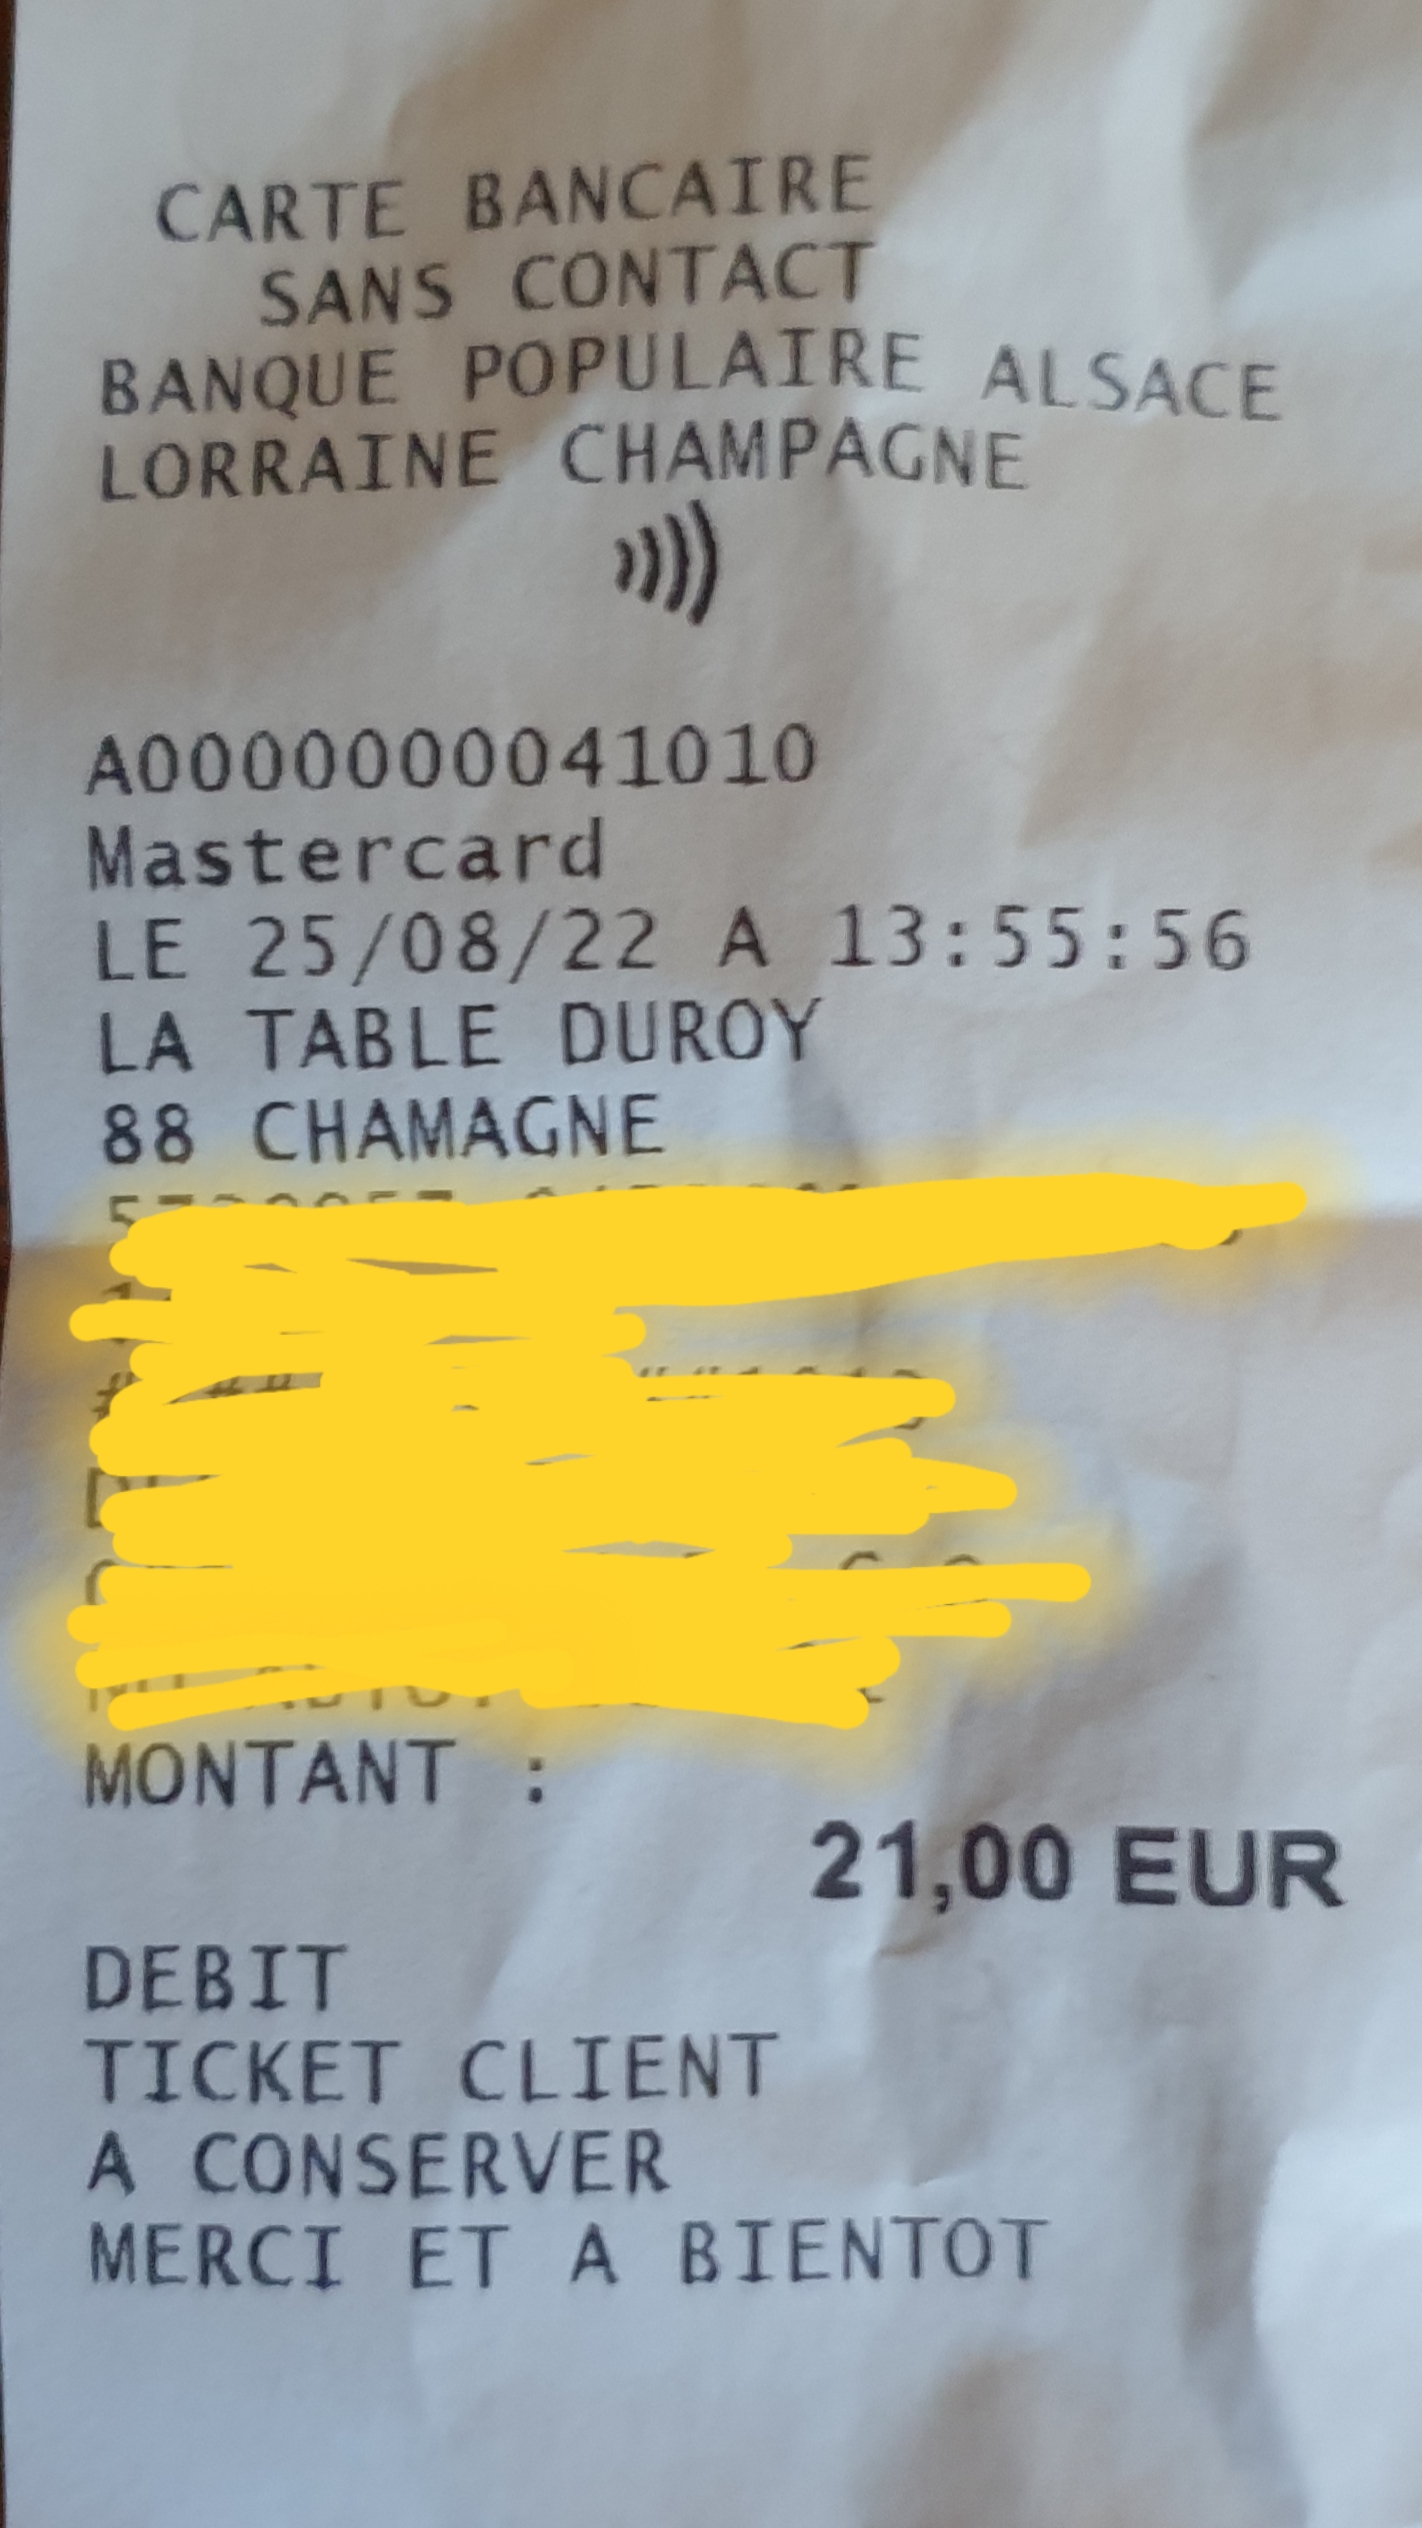 CARTE BANCAIRE
SANS CONTACT
BANQUE POPULAIRE ALSACE
LORRAINE CHAMPAGNE
A0000000041010
Mastercard
LE 25/08/22 A 13:55:56
LA TABLE DUROY
88 CHAMAGNE
MONTANT :
21,00 EUR
DEBIT
TICKET CLIENT
A CONSERVER
MERCI ET A BIENTOT